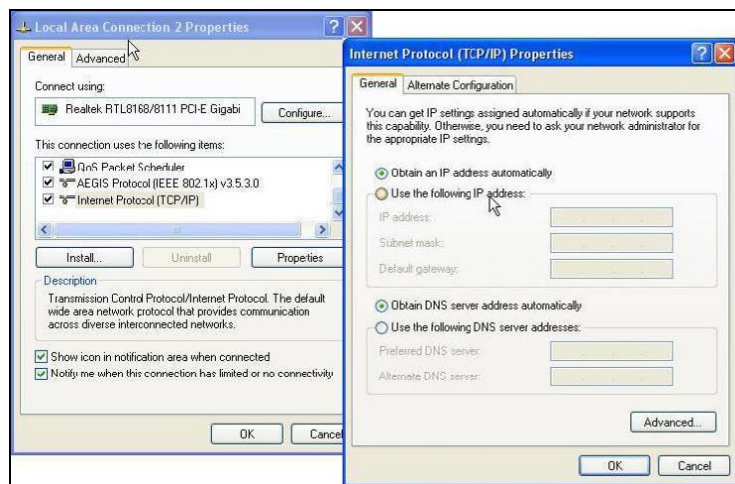 Local Area Connection 2 Properties
General
Advanced
Connect using:
Realtek RTL8168/8111 PCI-E Gigabi
Configure...
This connection uses the following items:
QoS Packet Scheduler
AEGIS Protocol (IEEE 802.1x) v3.5.3.0
Internet Protocol (TCP/IP)
Install...
Uninstall
Properties
Description
Transmission Control Protocol/Internet Protocol. The default
wide area network protocol that provides communication
across diverse interconnected networks.
Show icon in notification area when connected
Notify me when this connection has limited or no connectivity
OK
Cancel
Internet Protocol (TCP/IP) Properties
General
Alternate Configuration
You can get IP settings assigned automatically if your network supports
this capability. Otherwise, you need to ask your network administrator for
the appropriate IP settings.
Obtain an IP address automatically
Use the following IP address:
IP address:
Subnet mask:
Default gateway:
Obtain DNS server address automatically
Use the following DNS server addresses:
Preferred DNS server:
Alternate DNS server:
Advanced...
OK
Cancel